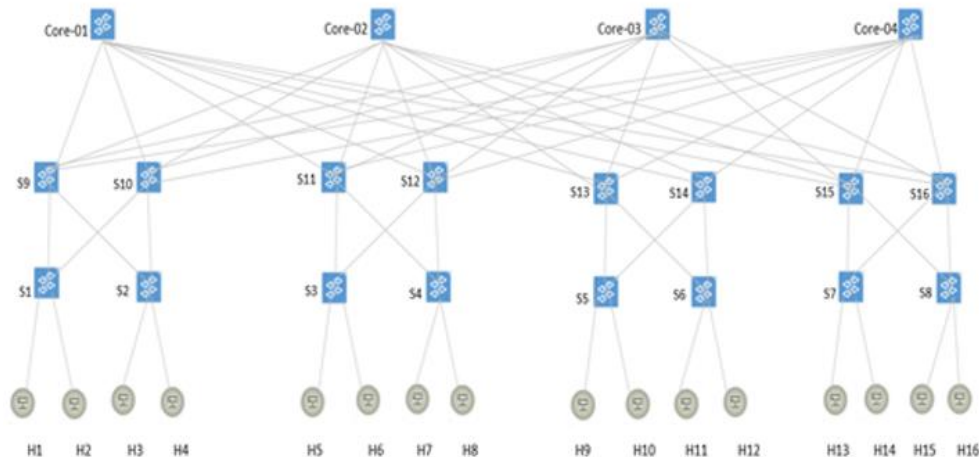 Core-01 Core-02 Core-03 Core-04
S9 S10 S11 S12 S13 S14 S15 S16
S1 S2 S3 S4 S5 S6 S7 S8
H1 H2 H3 H4 H5 H6 H7 H8 H9 H10 H11 H12 H13 H14 H15 H16